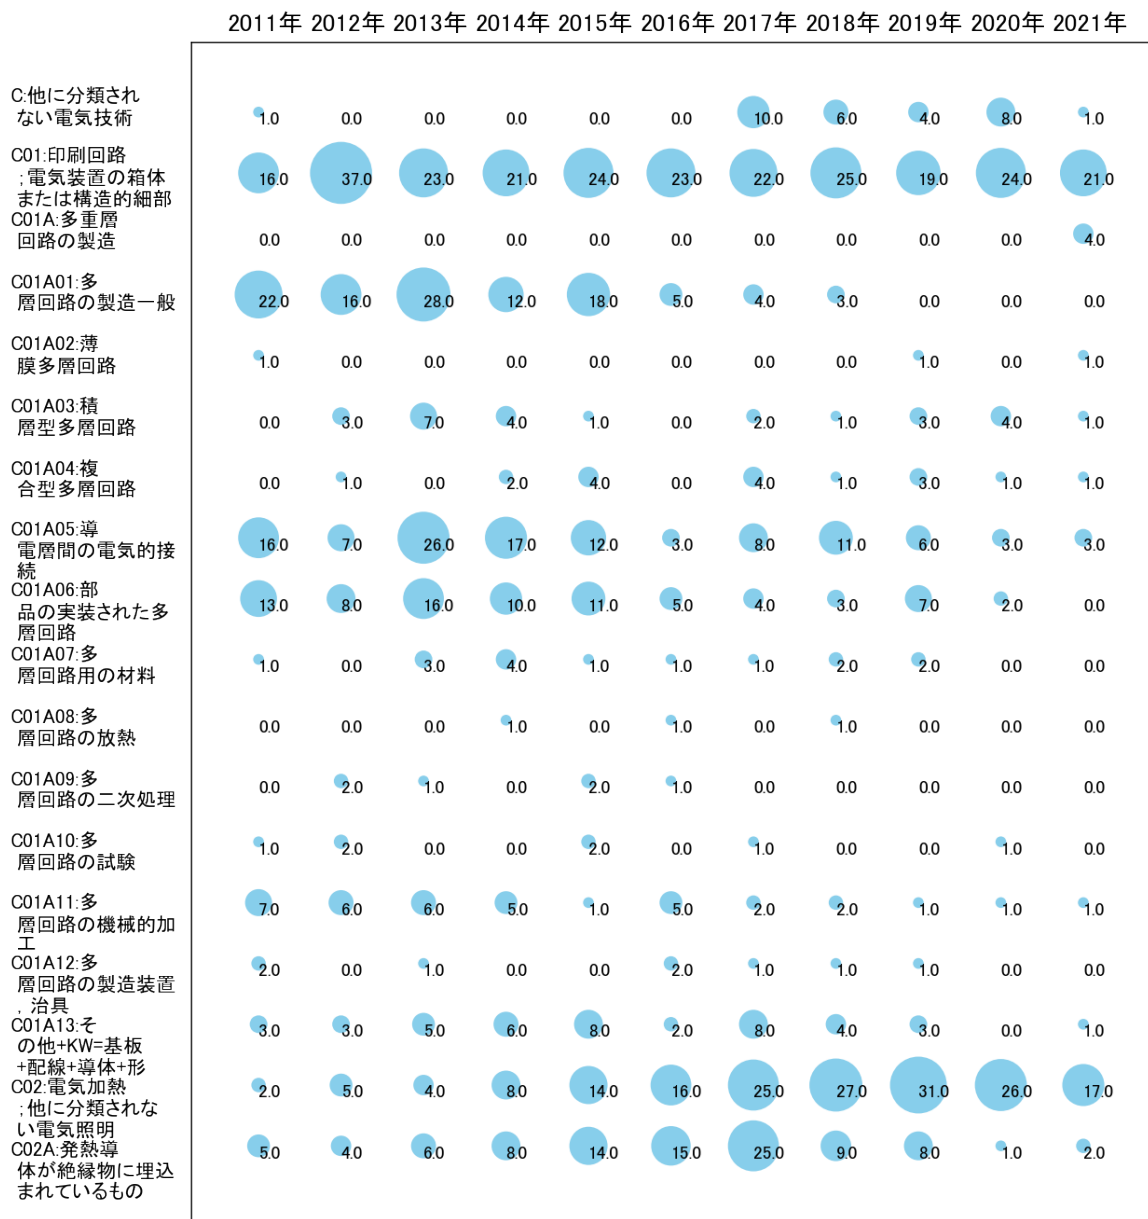 2011年 2012年 2013年 2014年 2015年 2016年 2017年 2018年 2019年 2020年 2021年
C:他に分類され
ない電気技術
1.0 0.0 0.0 0.0 0.0 0.0 10.0 6.0 4.0 8.0 1.0
C01:印刷回路
;電気装置の箱体
または構造的細部
16.0 37.0 23.0 21.0 24.0 23.0 22.0 25.0 19.0 24.0 21.0
C01A:多重層
回路の製造
0.0 0.0 0.0 0.0 0.0 0.0 0.0 0.0 0.0 0.0 4.0
C01A01:多
層回路の製造一般
22.0 16.0 28.0 12.0 18.0 5.0 4.0 3.0 0.0 0.0 0.0
C01A02:薄
膜多層回路
1.0 0.0 0.0 0.0 0.0 0.0 0.0 0.0 1.0 0.0 1.0
C01A03:積
層型多層回路
0.0 3.0 7.0 4.0 1.0 0.0 2.0 1.0 3.0 4.0 1.0
C01A04:複
合型多層回路
0.0 1.0 0.0 2.0 4.0 0.0 4.0 1.0 3.0 1.0 1.0
C01A05:導
電層間の電気的接
続
16.0 7.0 26.0 17.0 12.0 3.0 8.0 11.0 6.0 3.0 3.0
C01A06:部
品の実装された多
層回路
13.0 8.0 16.0 10.0 11.0 5.0 4.0 3.0 7.0 2.0 0.0
C01A07:多
層回路用の材料
1.0 0.0 3.0 4.0 1.0 1.0 1.0 2.0 2.0 0.0 0.0
C01A08:多
層回路の放熱
0.0 0.0 0.0 1.0 0.0 1.0 0.0 1.0 0.0 0.0 0.0
C01A09:多
層回路の二次処理
0.0 2.0 1.0 0.0 2.0 1.0 0.0 0.0 0.0 0.0 0.0
C01A10:多
層回路の試験
1.0 2.0 0.0 0.0 2.0 0.0 1.0 0.0 0.0 1.0 0.0
C01A11:多
層回路の機械的加
工
7.0 6.0 6.0 5.0 1.0 5.0 2.0 2.0 1.0 1.0 1.0
C01A12:多
層回路の製造装置
，治具
2.0 0.0 1.0 0.0 0.0 2.0 1.0 1.0 1.0 0.0 0.0
C01A13:そ
の他+KW=基板
+配線+導体+形
3.0 3.0 5.0 6.0 8.0 2.0 8.0 4.0 3.0 0.0 1.0
C02:電気加熱
;他に分類されな
い電気照明
2.0 5.0 4.0 8.0 14.0 16.0 25.0 27.0 31.0 26.0 17.0
C02A:発熱導
体が絶縁物に埋込
まれているもの
5.0 4.0 6.0 8.0 14.0 15.0 25.0 9.0 8.0 1.0 2.0